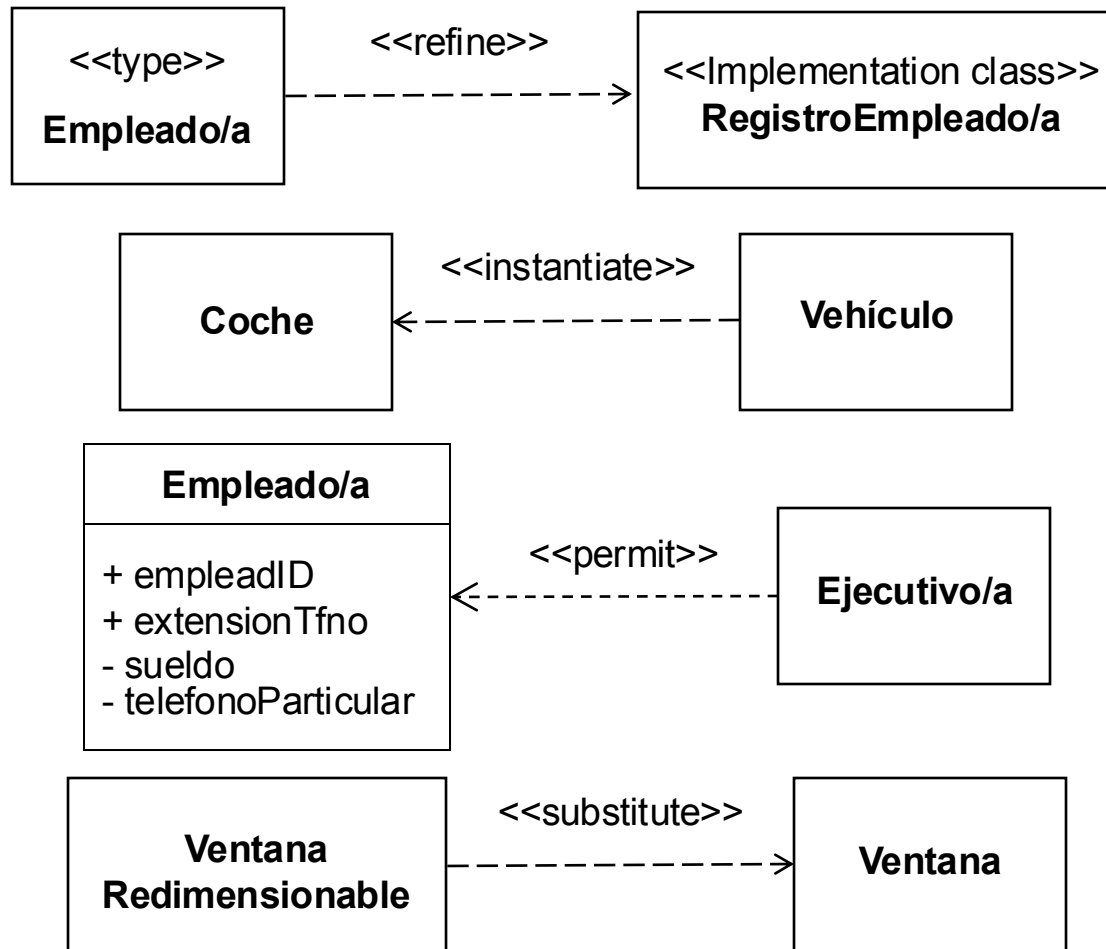 <<type>>
Empleado/a
<<refine>>
<<Implementation class>>
RegistroEmpleado/a
Coche
<<instantiate>>
Vehículo
Empleado/a
+ empleadID
+ extensionTfno
- sueldo
- telefonoParticular
<<permit>>
Ejecutivo/a
Ventana
Redimensionable
<<substitute>>
Ventana